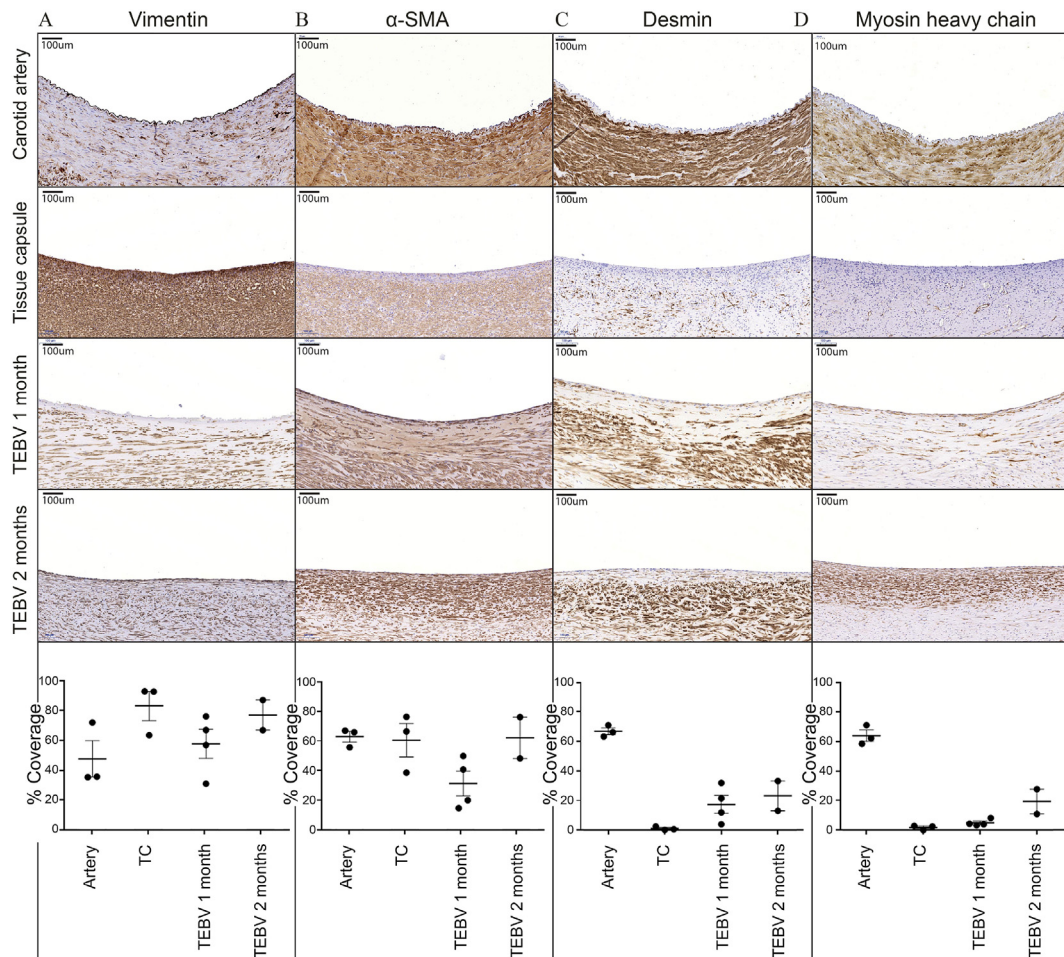 A Vimentin B α-SMA C Desmin D Myosin heavy chain
Carotid artery
100um 100um 100um 100um
Tissue capsule
100um 100um 100um 100um
TEBV 1 month
100um 100um 100um 100um
TEBV 2 months
100um 100um 100um 100um
% Coverage
100
80
60
40
20
0
Artery
TC
TEBV 1 month
TEBV 2 months
% Coverage
100
80
60
40
20
0
Artery
TC
TEBV 1 month
TEBV 2 months
% Coverage
100
80
60
40
20
0
Artery
TC
TEBV 1 month
TEBV 2 months
% Coverage
100
80
60
40
20
0
Artery
TC
TEBV 1 month
TEBV 2 months